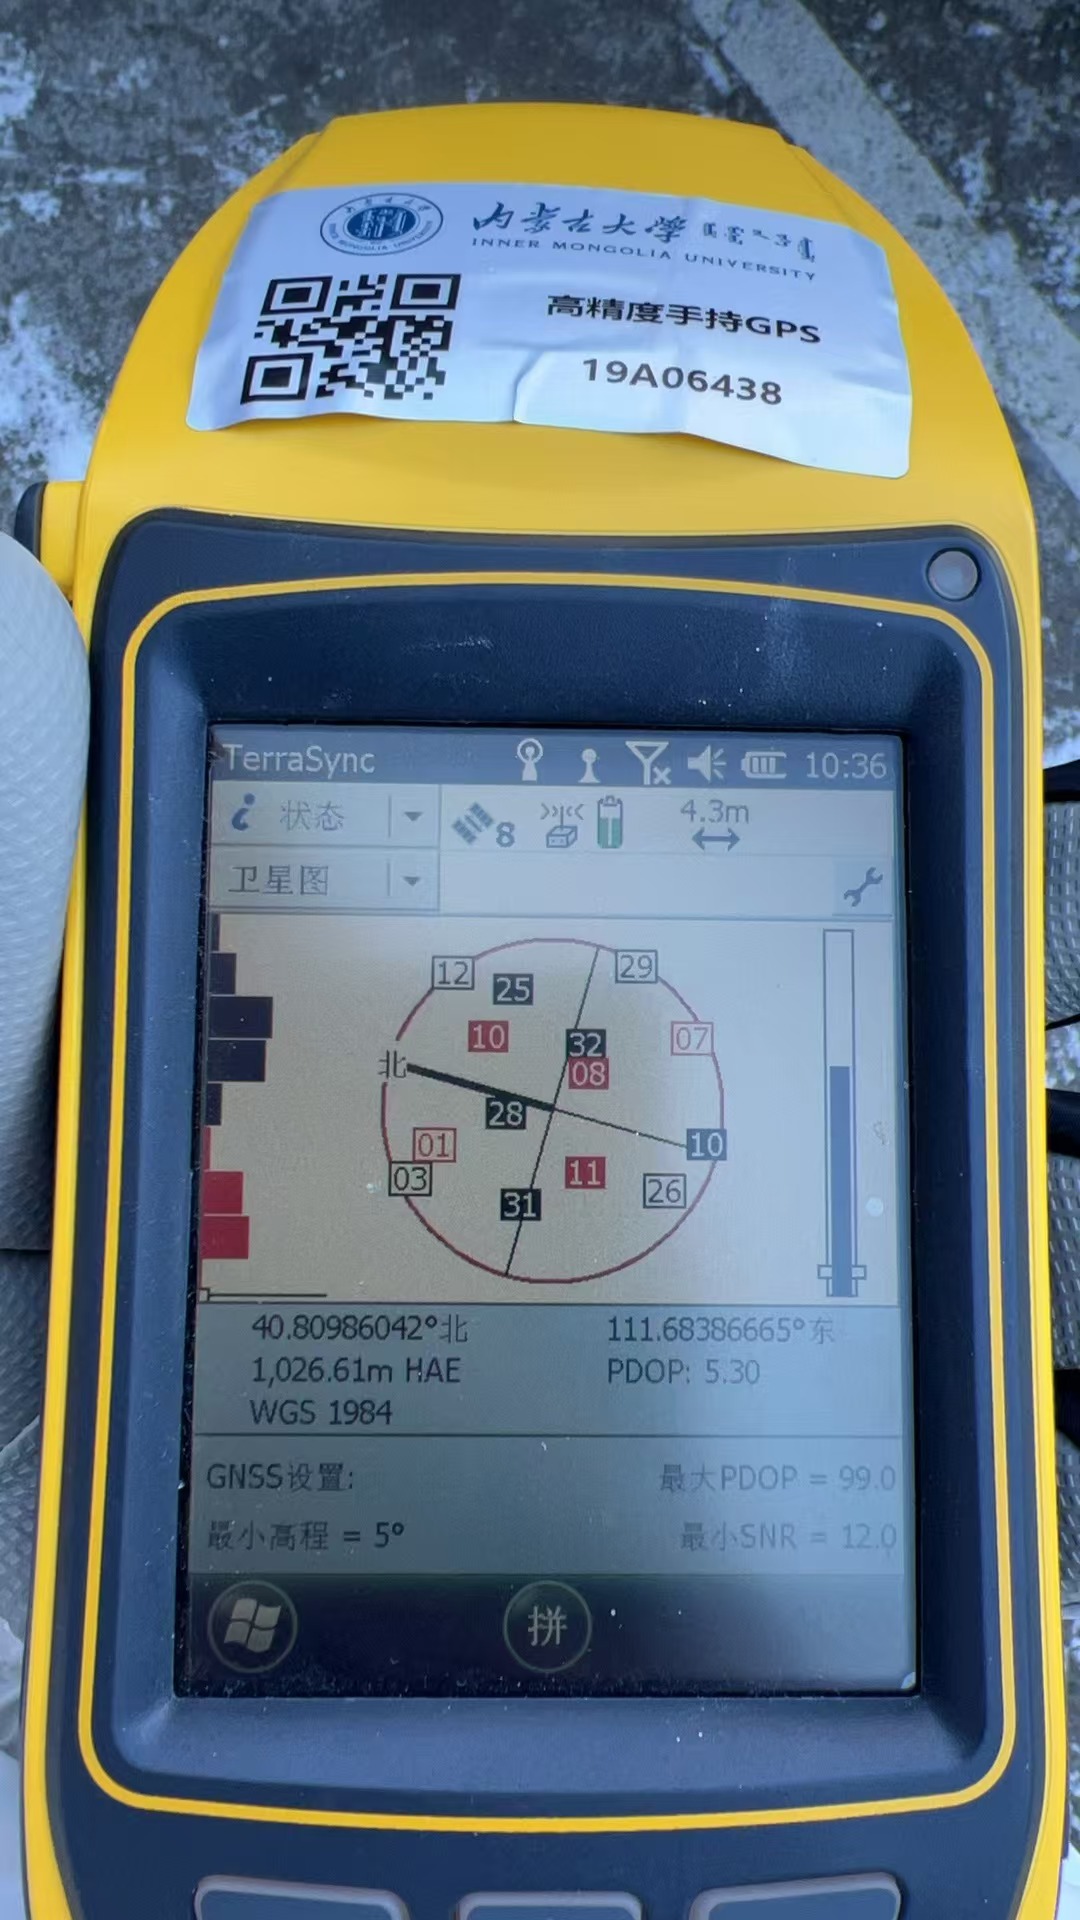 内蒙古大学
INNER MONGOLIA UNIVERSITY
INNER MONGOLIA UNIVERSITY
高精度手持GPS
19A06438
TerraSync 10:36
状态 8 4.3m
卫星图
12 29
25
10 32 07
北 08
28
01 10
03 11 26
31
40.80986042°北 111.68386665°东
1,026.61m HAE PDOP: 5.30
WGS 1984
GNSS设置: 最大PDOP = 99.0
最小高程 = 5° 最小SNR = 12.0
拼